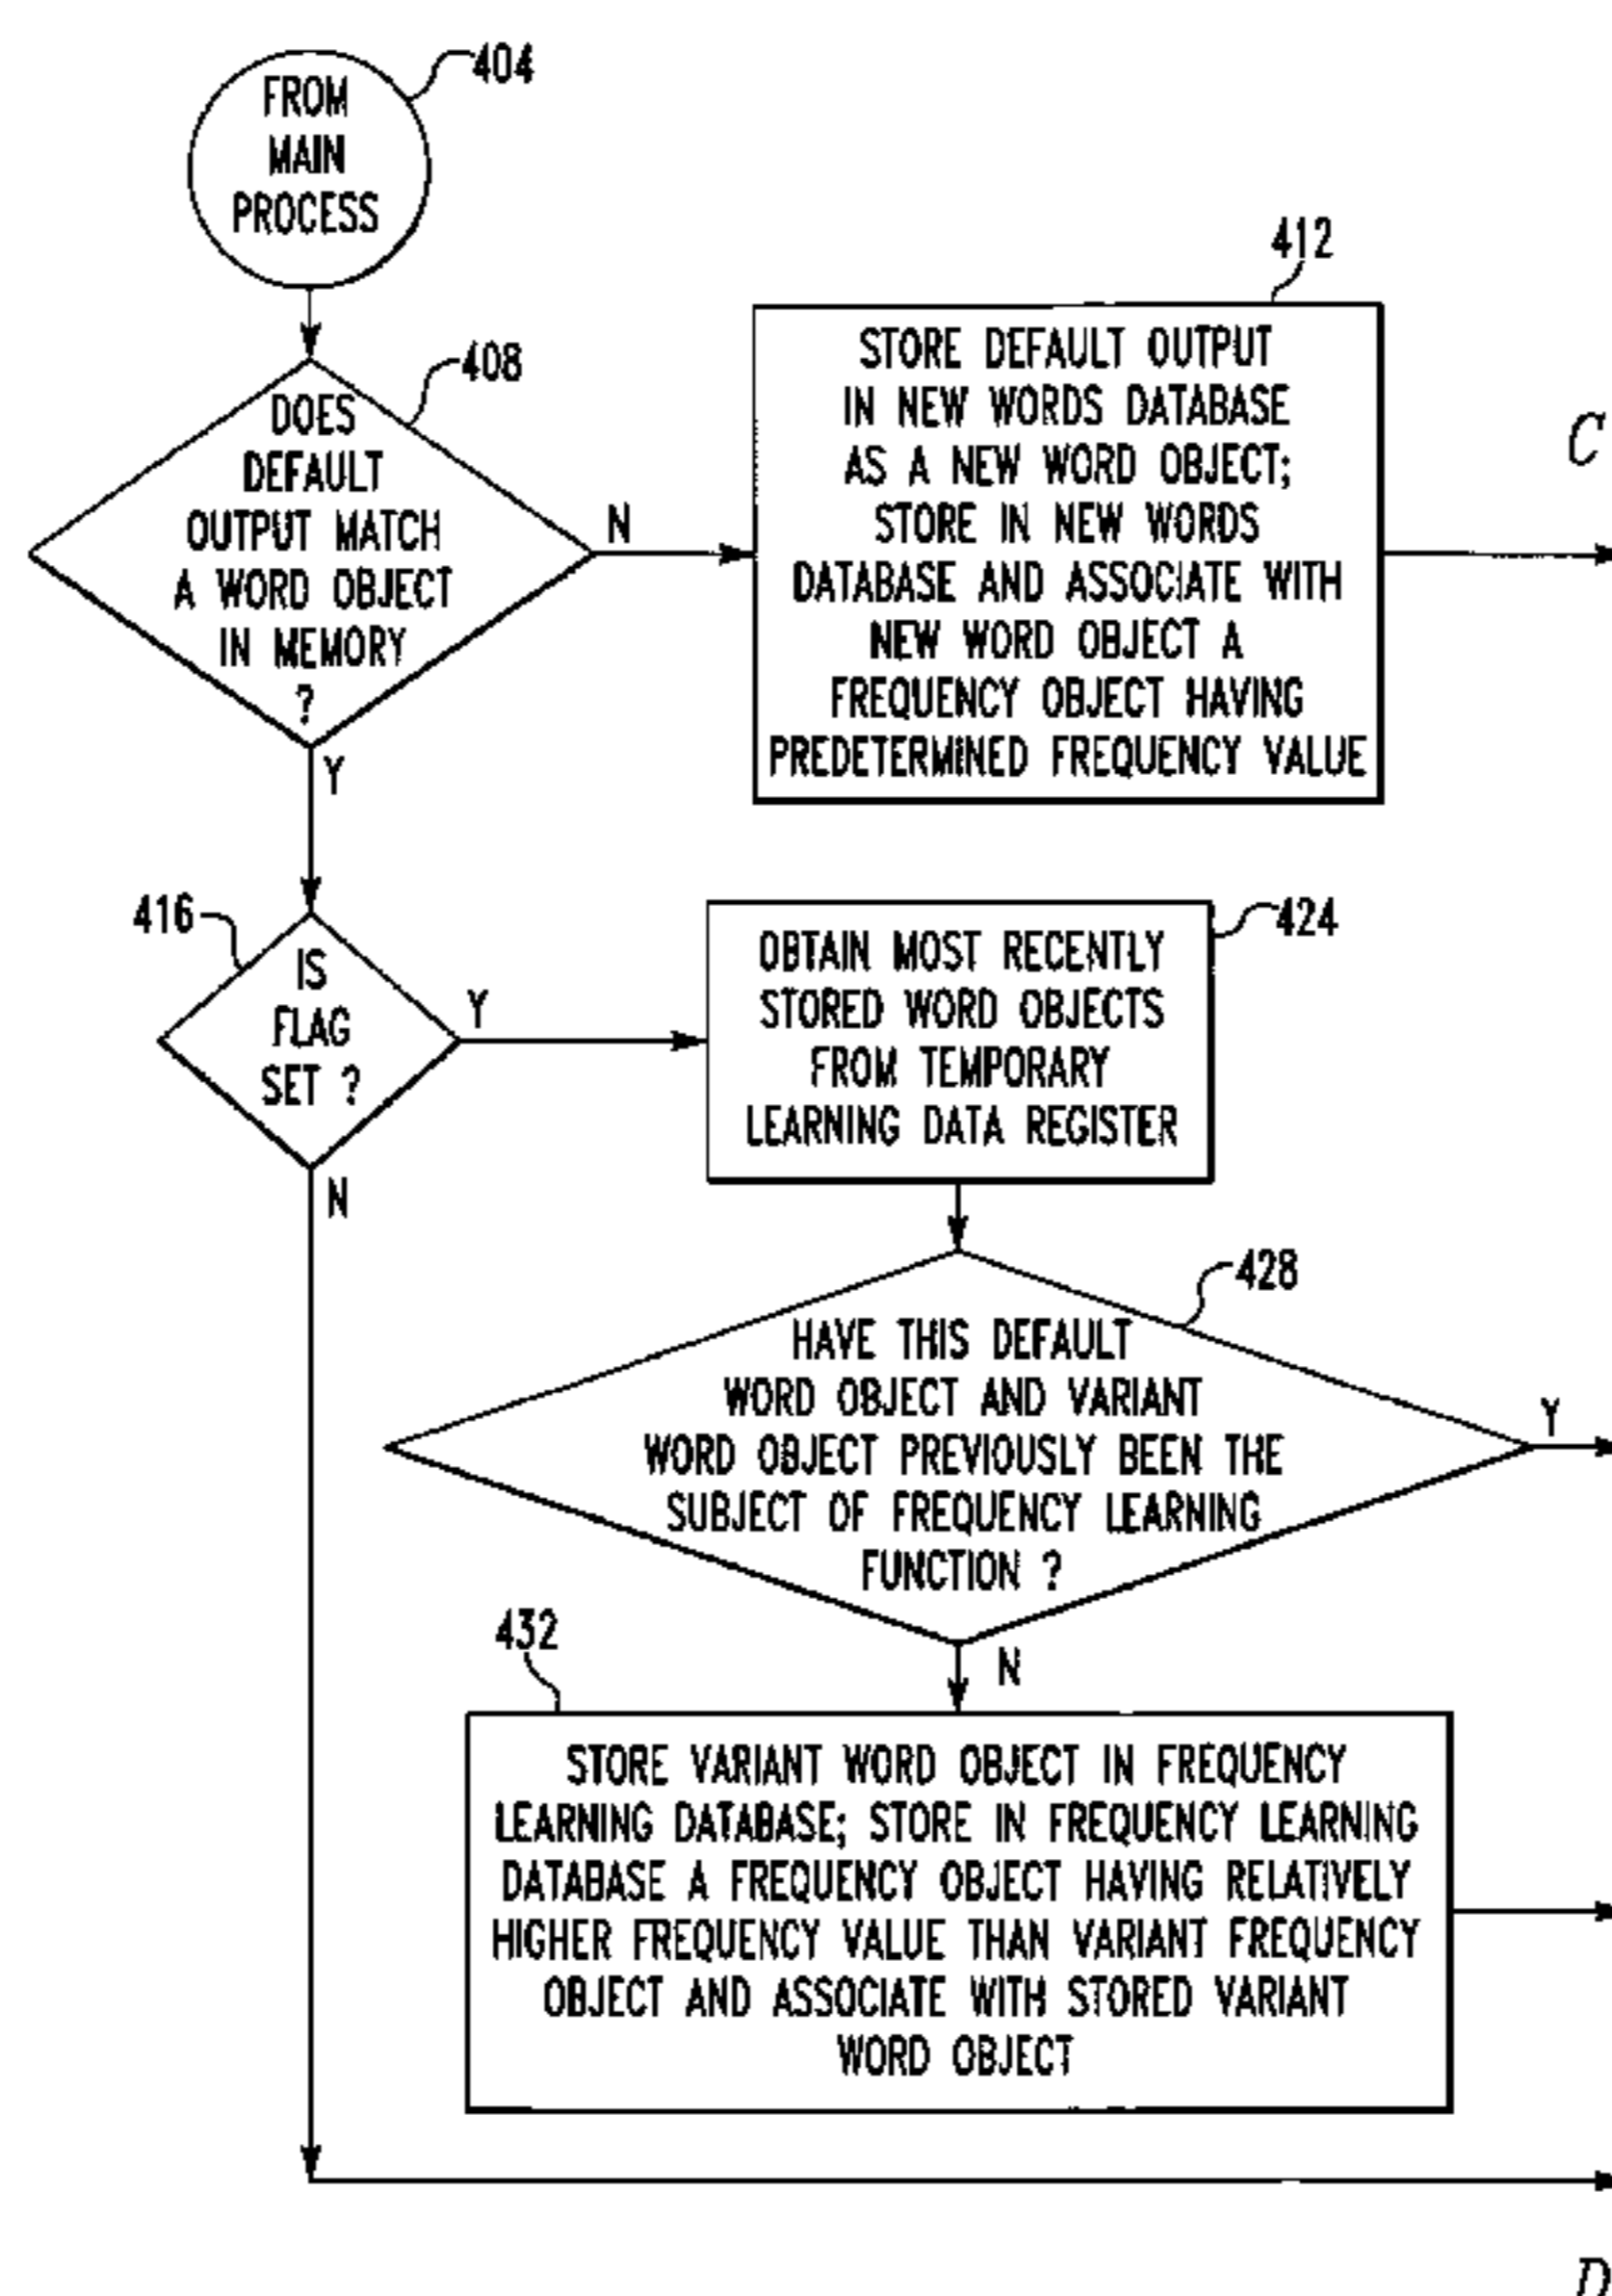 404
FROM
MAIN
PROCESS
408
DOES
DEFAULT
OUTPUT MATCH
A WORD OBJECT
IN MEMORY
?
N
Y
412
STORE DEFAULT OUTPUT
IN NEW WORDS DATABASE
AS A NEW WORD OBJECT;
STORE IN NEW WORDS
DATABASE AND ASSOCIATE WITH
NEW WORD OBJECT A
FREQUENCY OBJECT HAVING
PREDETERMINED FREQUENCY VALUE
C
416
IS
FLAG
SET ?
Y
N
424
OBTAIN MOST RECENTLY
STORED WORD OBJECTS
FROM TEMPORARY
LEARNING DATA REGISTER
428
HAVE THIS DEFAULT
WORD OBJECT AND VARIANT
WORD OBJECT PREVIOUSLY BEEN THE
SUBJECT OF FREQUENCY LEARNING
FUNCTION ?
Y
N
432
STORE VARIANT WORD OBJECT IN FREQUENCY
LEARNING DATABASE; STORE IN FREQUENCY LEARNING
DATABASE A FREQUENCY OBJECT HAVING RELATIVELY
HIGHER FREQUENCY VALUE THAN VARIANT FREQUENCY
OBJECT AND ASSOCIATE WITH STORED VARIANT
WORD OBJECT
D